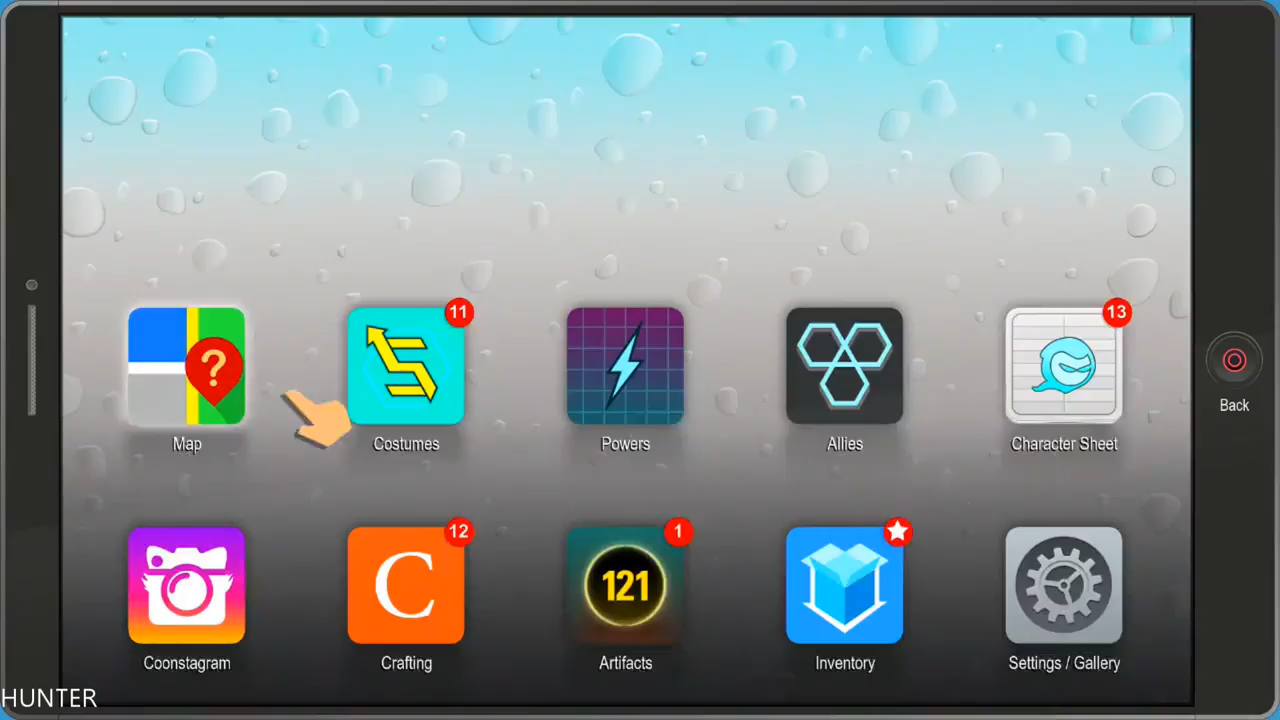 11
13
?
Map
Costumes
Powers
Allies
Character Sheet
Back
12
1
C
121
Coonstagram
Crafting
Artifacts
Inventory
Settings / Gallery
HUNTER